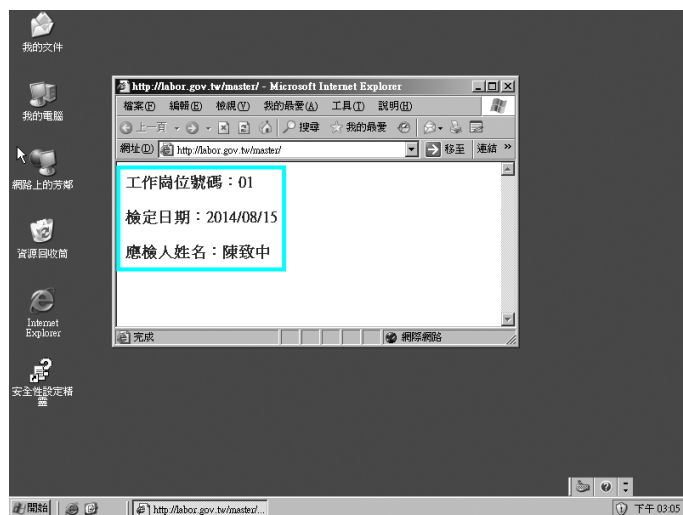 我的文件
我的電腦
網路上的芳鄰
資源回收筒
Internet
Explorer
安全性設定精
靈
http://labor.gov.tw/master/ - Microsoft Internet Explorer
檔案(F) 編輯(E) 檢視(V) 我的最愛(A) 工具(T) 說明(H)
上一頁 搜尋 我的最愛
網址(D) http://labor.gov.tw/master/ 移至 連結 »
工作崗位號碼：01
檢定日期：2014/08/15
應檢人姓名：陳致中
完成 網際網路
開始 http://labor.gov.tw/master/... 下午 03:05